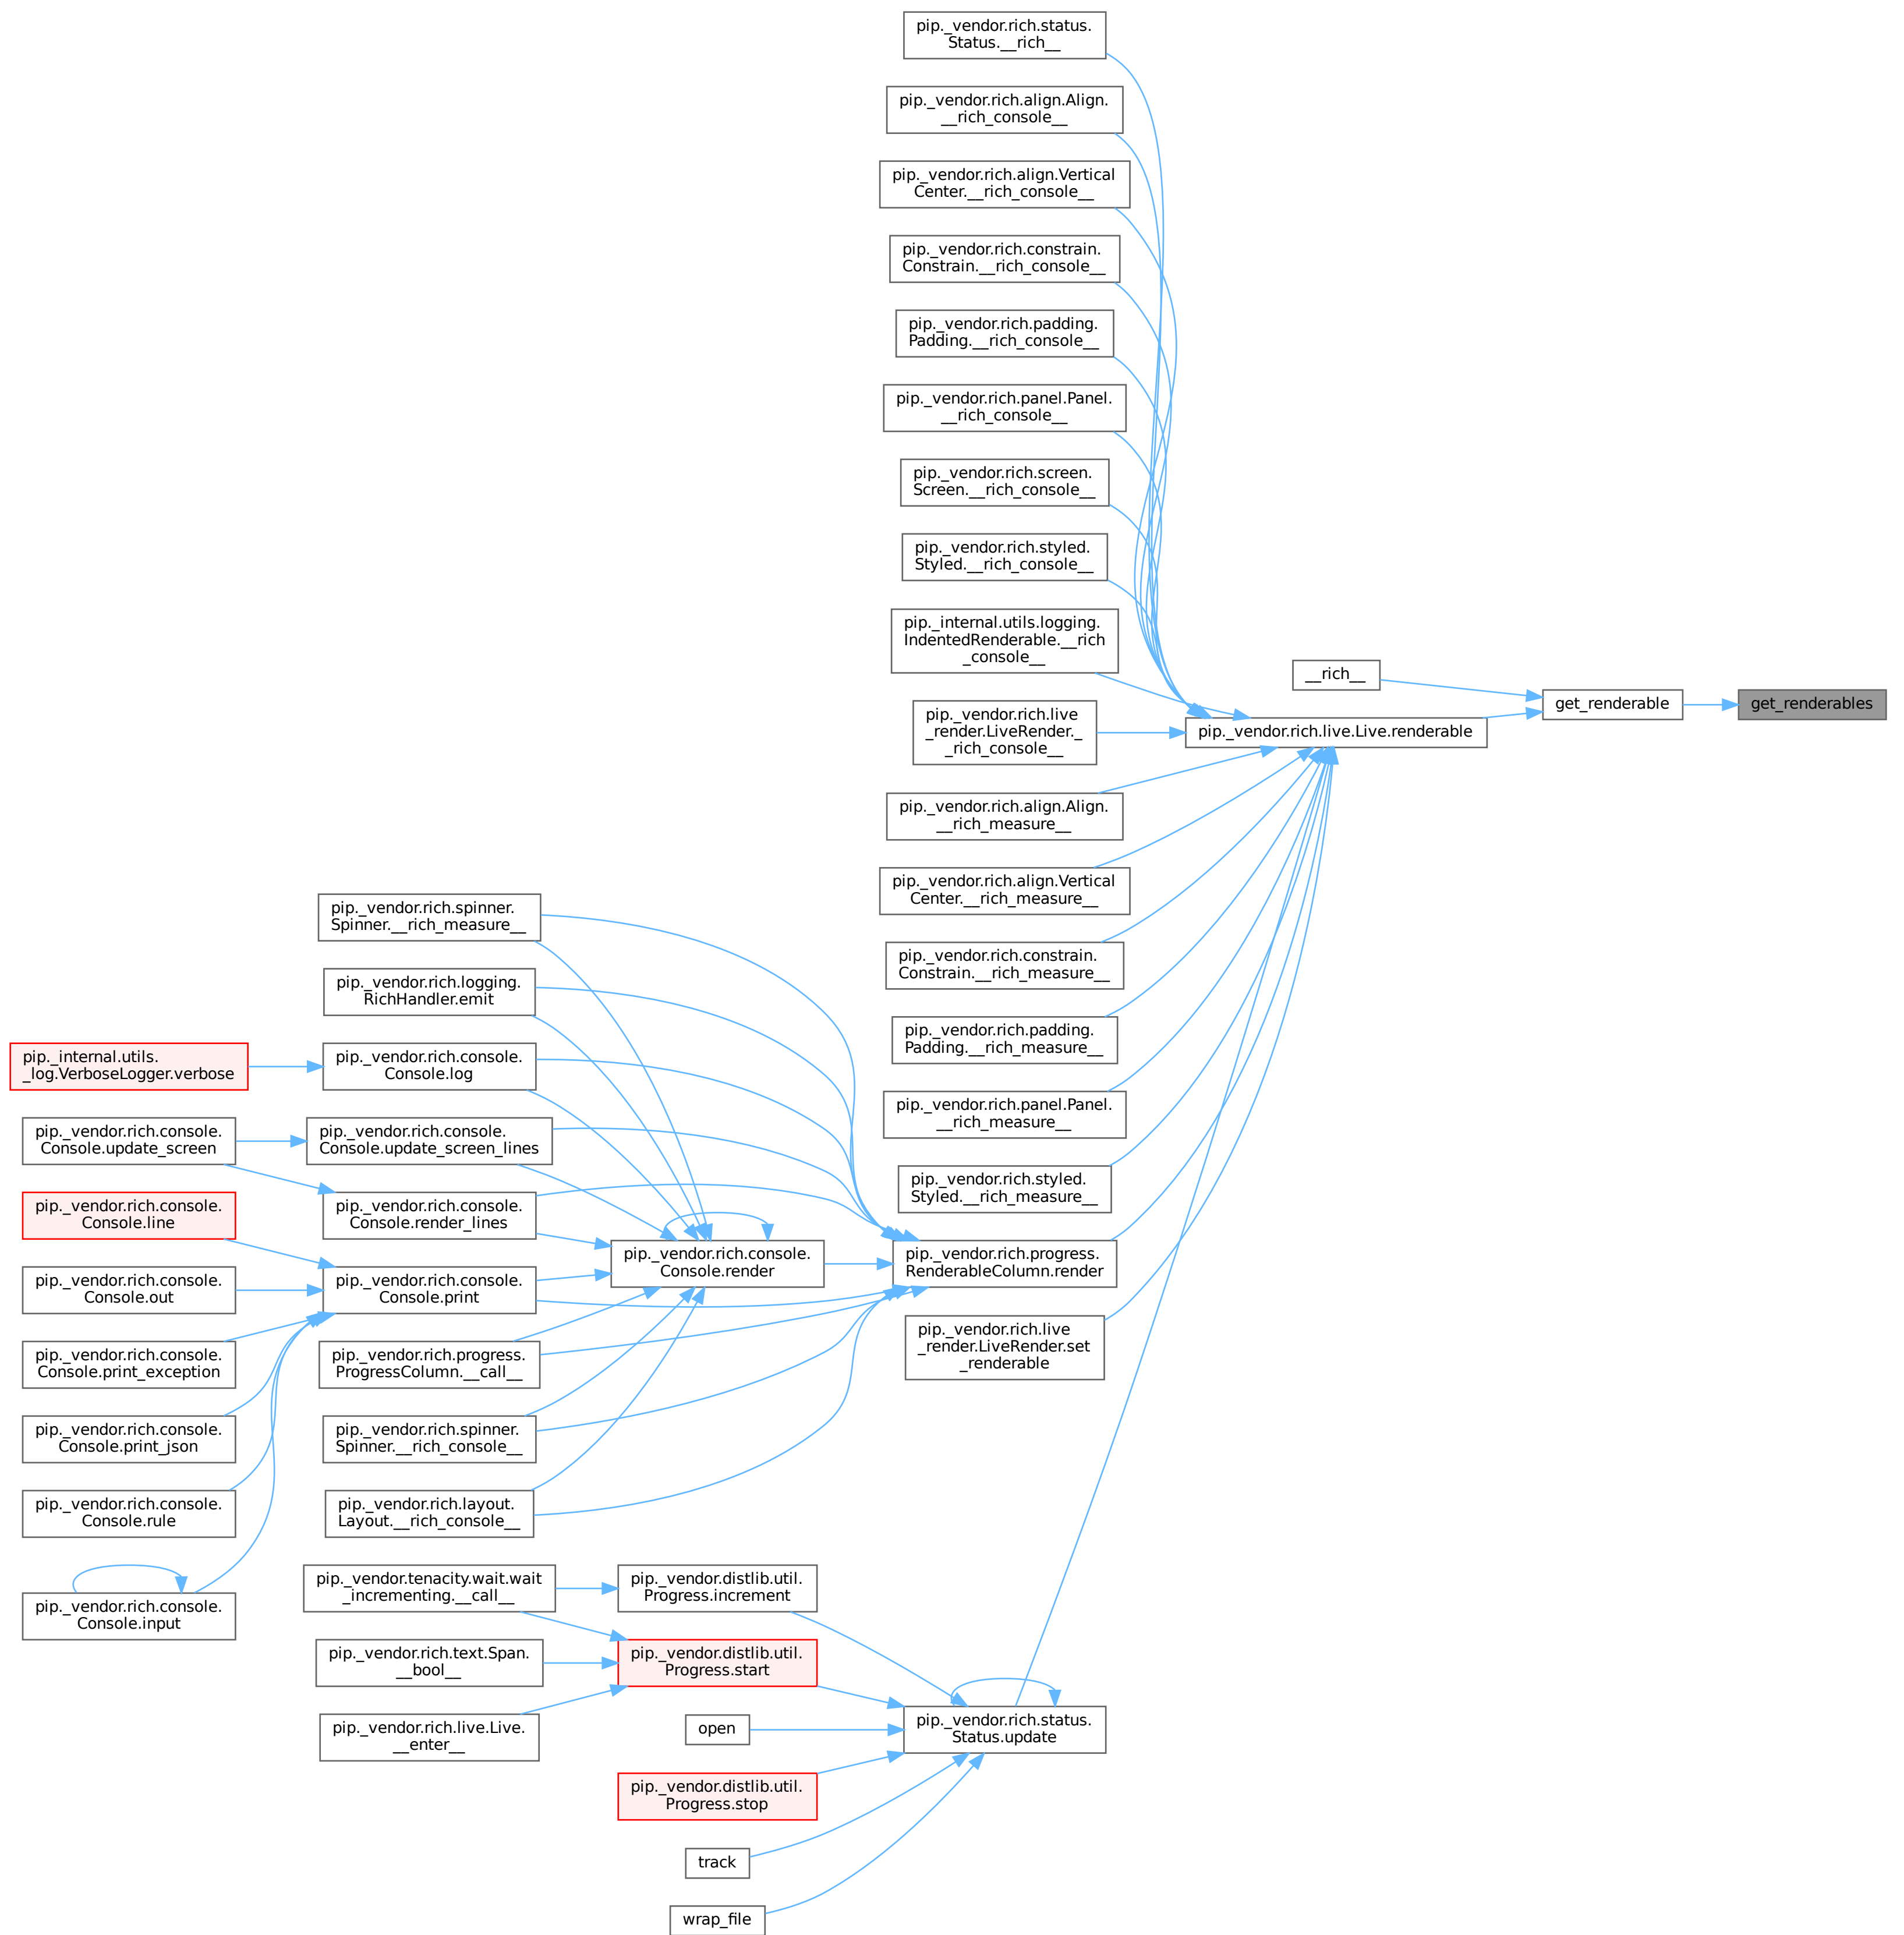 pip._vendor.rich.status.
Status.__rich__
pip._vendor.rich.align.Align.
__rich_console__
pip._vendor.rich.align.Vertical
Center.__rich_console__
pip._vendor.rich.constrain.
Constrain.__rich_console__
pip._vendor.rich.padding.
Padding.__rich_console__
pip._vendor.rich.panel.Panel.
__rich_console__
pip._vendor.rich.screen.
Screen.__rich_console__
pip._vendor.rich.styled.
Styled.__rich_console__
pip._internal.utils.logging.
IndentedRenderable.__rich
_console__
__rich__
get_renderable
get_renderables
pip._vendor.rich.live.Live.renderable
pip._vendor.rich.live
_render.LiveRender._
_rich_console__
pip._vendor.rich.align.Align.
__rich_measure__
pip._vendor.rich.align.Vertical
Center.__rich_measure__
pip._vendor.rich.constrain.
Constrain.__rich_measure__
pip._vendor.rich.padding.
Padding.__rich_measure__
pip._vendor.rich.panel.Panel.
__rich_measure__
pip._vendor.rich.styled.
Styled.__rich_measure__
pip._vendor.rich.progress.
RenderableColumn.render
pip._vendor.rich.live
_render.LiveRender.set
_renderable
pip._vendor.rich.spinner.
Spinner.__rich_measure__
pip._vendor.rich.logging.
RichHandler.emit
pip._vendor.rich.console.
Console.log
pip._internal.utils.
_log.VerboseLogger.verbose
pip._vendor.rich.console.
Console.update_screen_lines
pip._vendor.rich.console.
Console.update_screen
pip._vendor.rich.console.
Console.render_lines
pip._vendor.rich.console.
Console.line
pip._vendor.rich.console.
Console.render
pip._vendor.rich.console.
Console.print
pip._vendor.rich.console.
Console.out
pip._vendor.rich.progress.
ProgressColumn.__call__
pip._vendor.rich.console.
Console.print_exception
pip._vendor.rich.spinner.
Spinner.__rich_console__
pip._vendor.rich.console.
Console.print_json
pip._vendor.rich.layout.
Layout.__rich_console__
pip._vendor.rich.console.
Console.rule
pip._vendor.rich.console.
Console.input
pip._vendor.tenacity.wait.wait
_incrementing.__call__
pip._vendor.distlib.util.
Progress.increment
pip._vendor.rich.text.Span.
__bool__
pip._vendor.distlib.util.
Progress.start
pip._vendor.rich.live.Live.
__enter__
open
pip._vendor.rich.status.
Status.update
pip._vendor.distlib.util.
Progress.stop
track
wrap_file